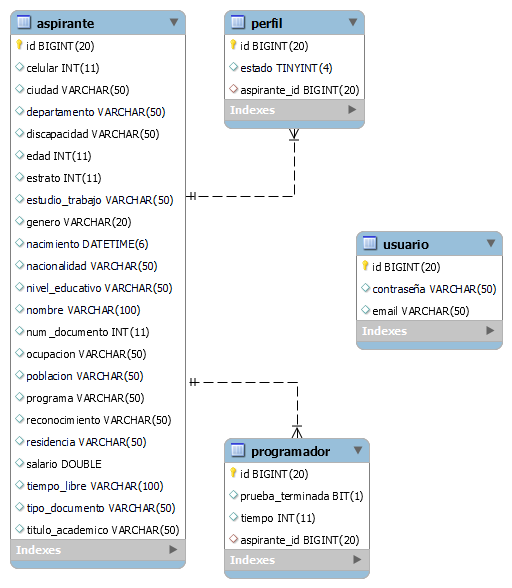 aspirante
id BIGINT(20)
celular INT(11)
ciudad VARCHAR(50)
departamento VARCHAR(50)
discapacidad VARCHAR(50)
edad INT(11)
estrato INT(11)
estudio_trabajo VARCHAR(50)
genero VARCHAR(20)
nacimiento DATETIME(6)
nacionalidad VARCHAR(50)
nivel_educativo VARCHAR(50)
nombre VARCHAR(100)
num_documento INT(11)
ocupacion VARCHAR(50)
poblacion VARCHAR(50)
programa VARCHAR(50)
reconocimiento VARCHAR(50)
residencia VARCHAR(50)
salario DOUBLE
tiempo_libre VARCHAR(100)
tipo_documento VARCHAR(50)
titulo_academico VARCHAR(50)
Indexes
perfil
id BIGINT(20)
estado TINYINT(4)
aspirante_id BIGINT(20)
Indexes
usuario
id BIGINT(20)
contraseña VARCHAR(50)
email VARCHAR(50)
Indexes
programador
id BIGINT(20)
prueba_terminada BIT(1)
tiempo INT(11)
aspirante_id BIGINT(20)
Indexes